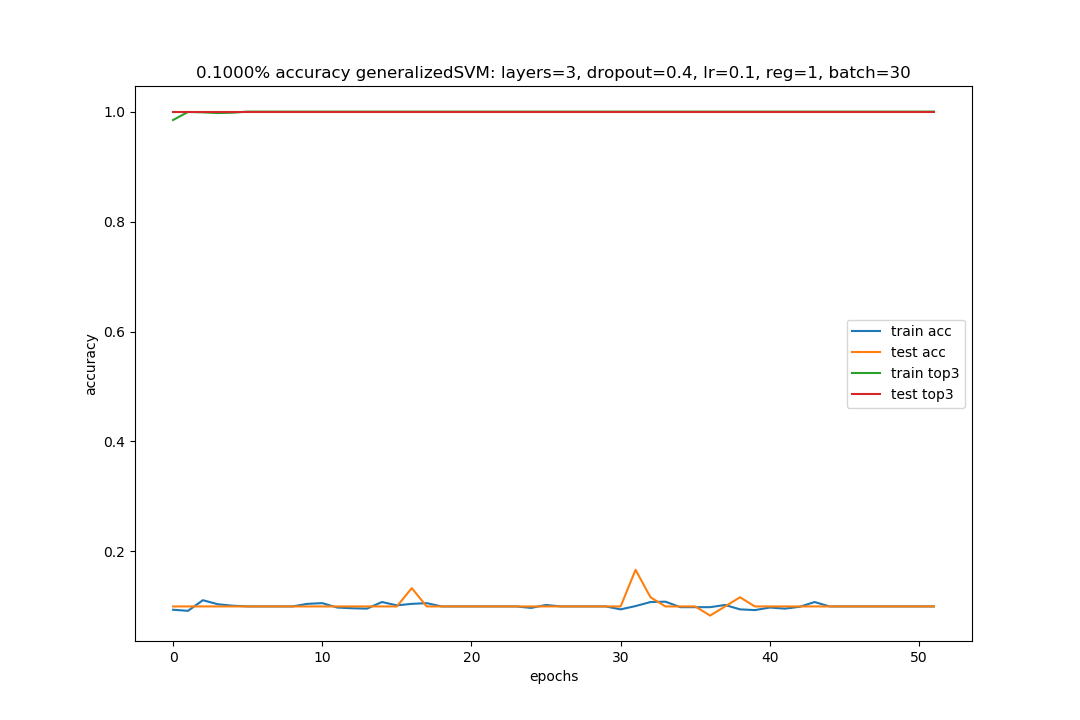 0.1000% accuracy generalizedSVM: layers=3, dropout=0.4, lr=0.1, reg=1, batch=30
1.0
0.8
0.6
0.4
0.2
accuracy
train acc
test acc
train top3
test top3
0 10 20 30 40 50
epochs